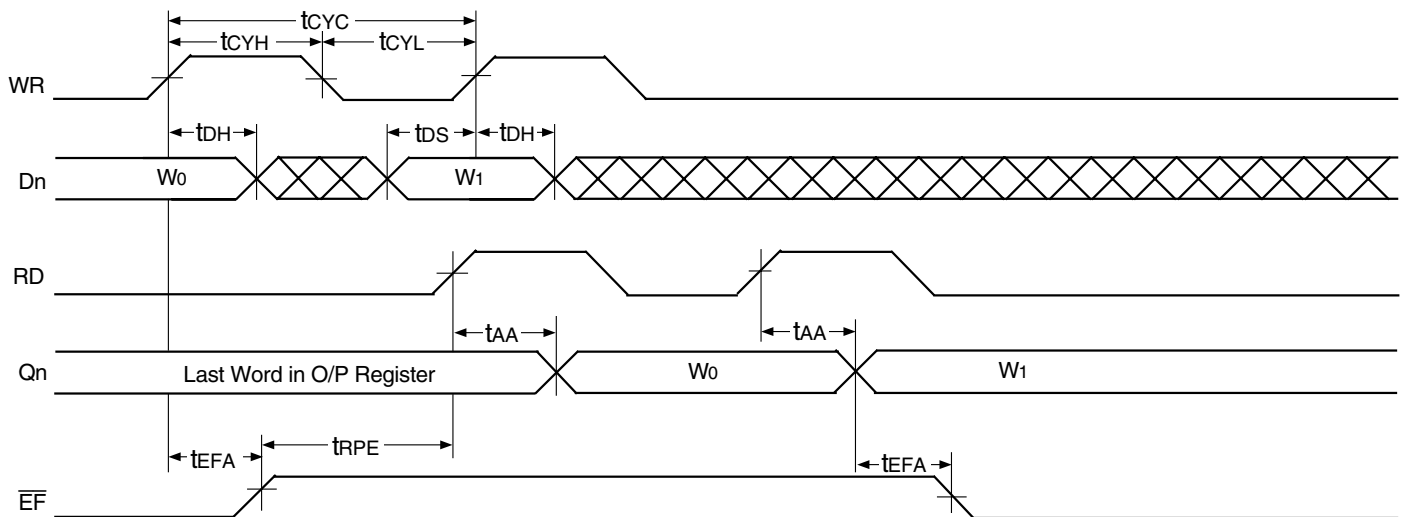 tCYC
tCYH
tCYL
WR
tDH
tDS
tDH
Dn
W0
W1
RD
tAA
tAA
Qn
Last Word in O/P Register
W0
W1
tEFA
tRPE
tEFA
EF